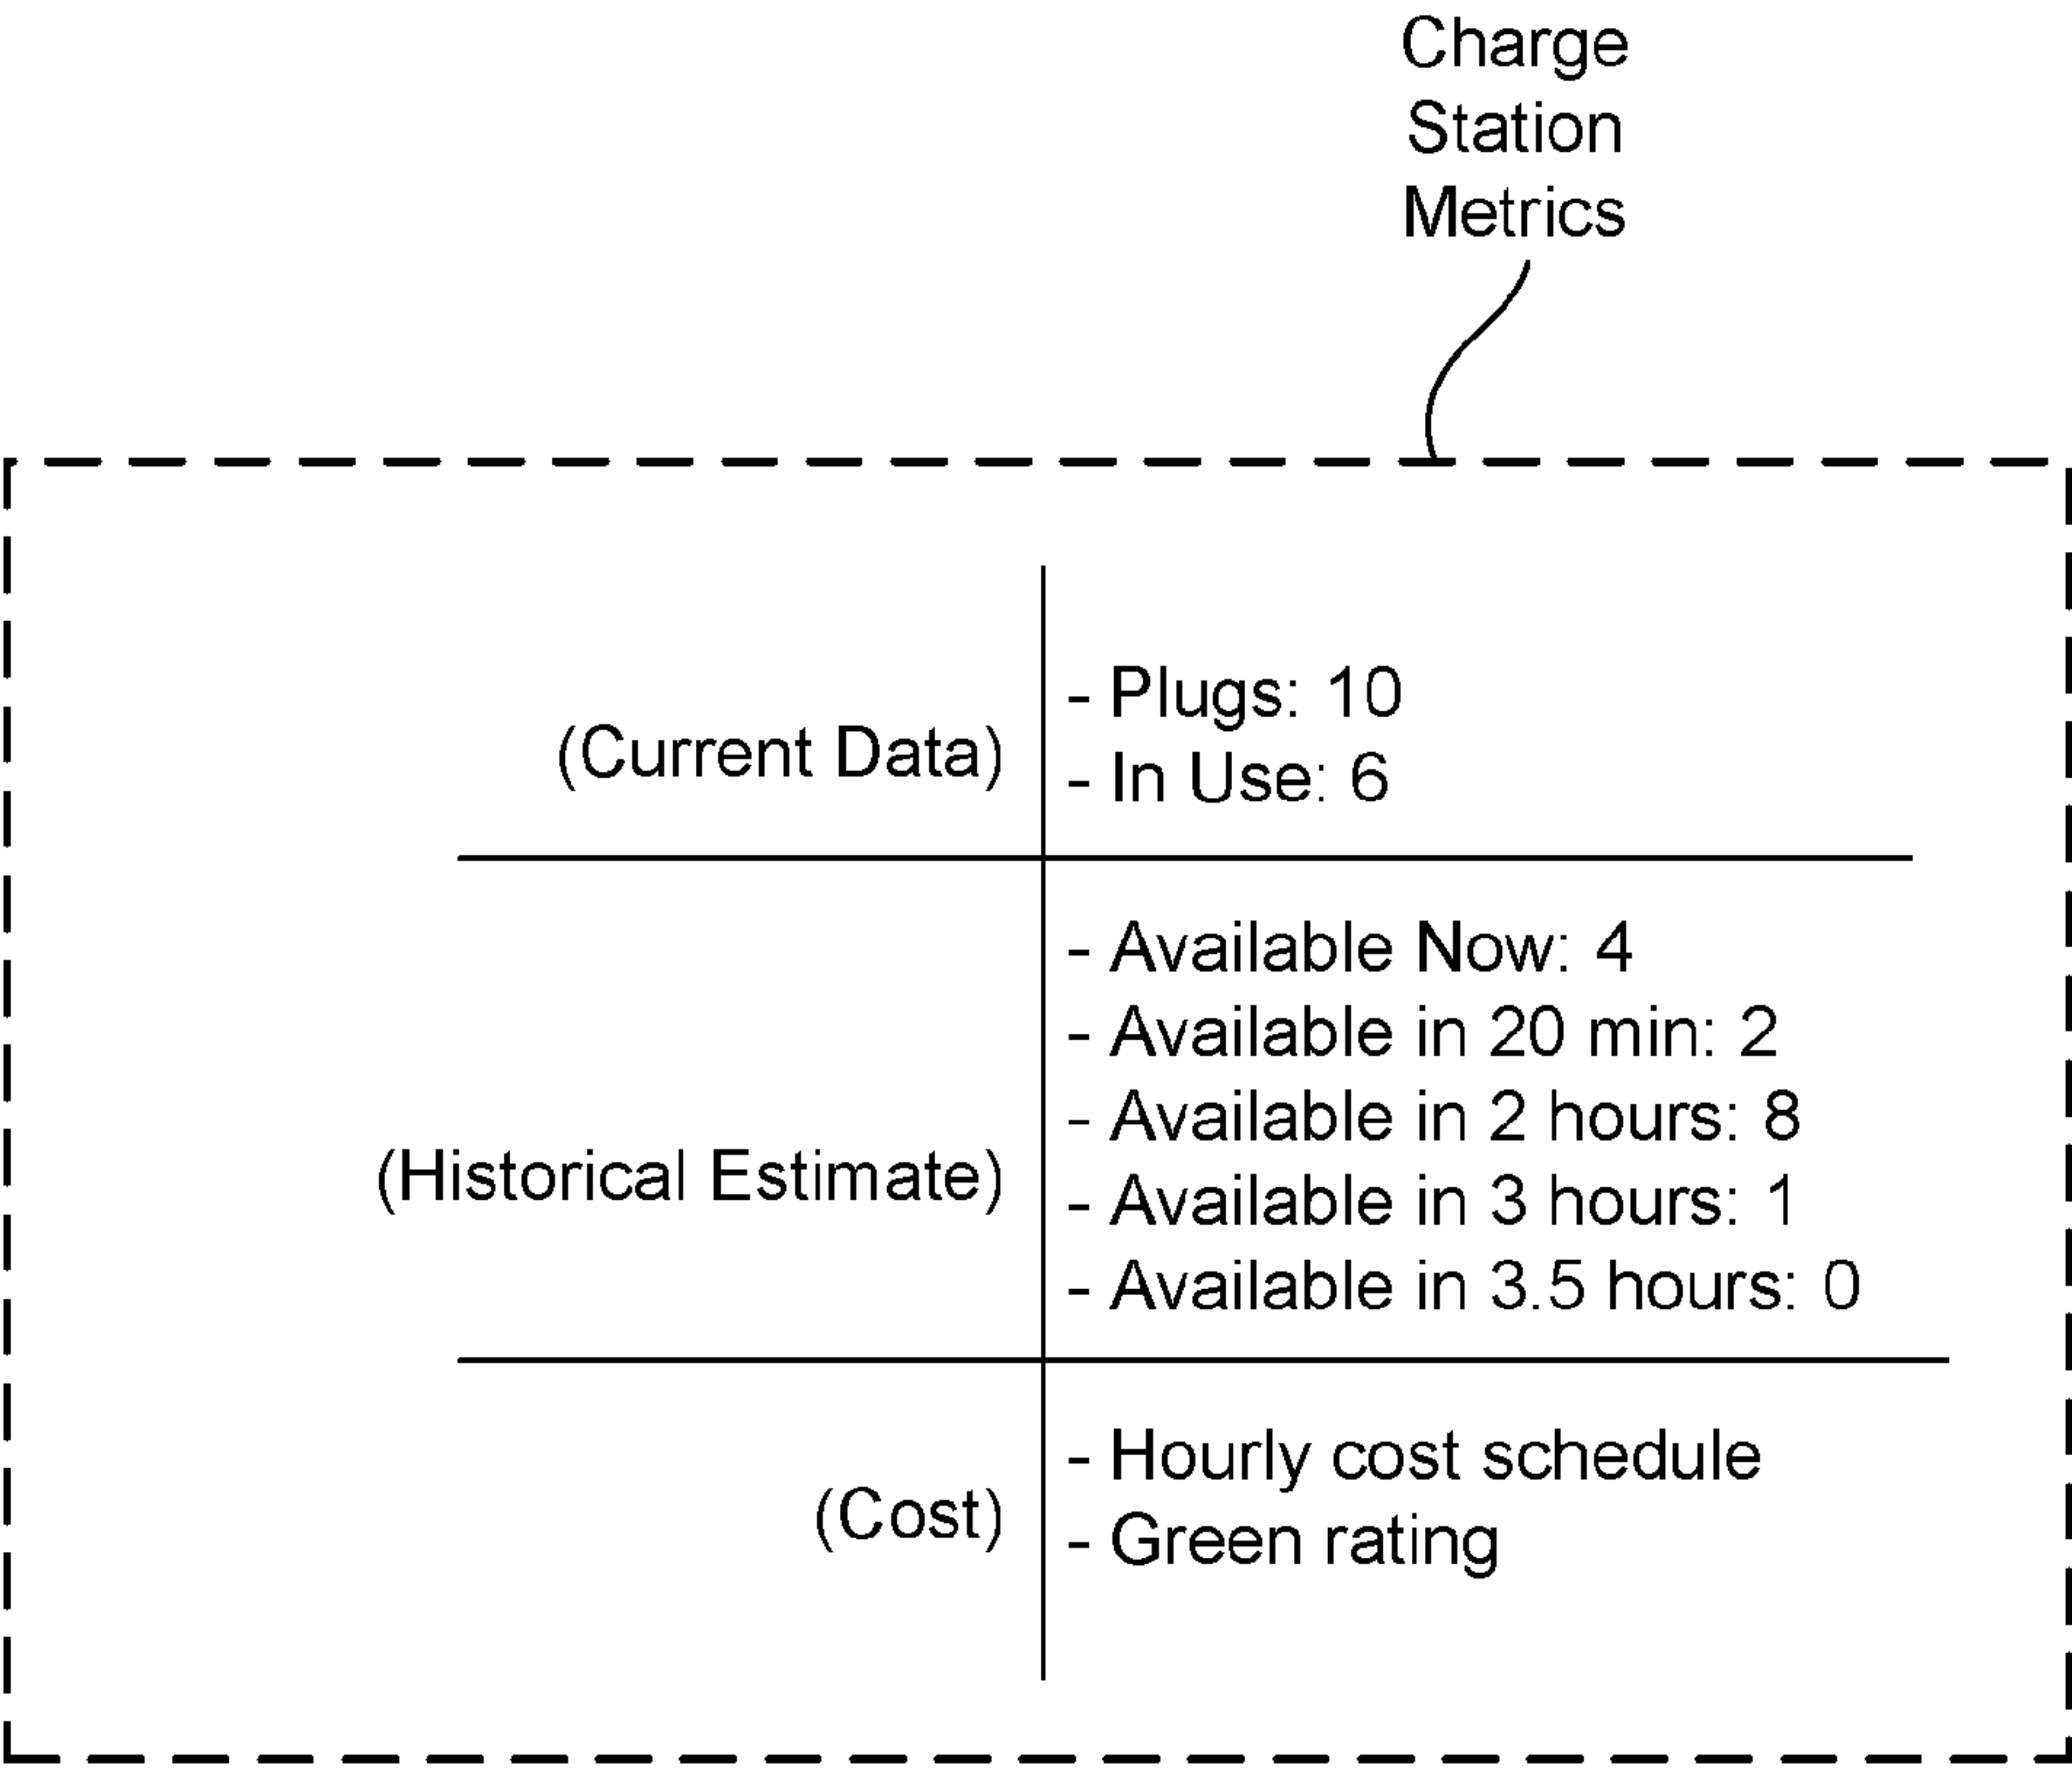 Charge
Station
Metrics
(Current Data)
- Plugs: 10
- In Use: 6
(Historical Estimate)
- Available Now: 4
- Available in 20 min: 2
- Available in 2 hours: 8
- Available in 3 hours: 1
- Available in 3.5 hours: 0
(Cost)
- Hourly cost schedule
- Green rating